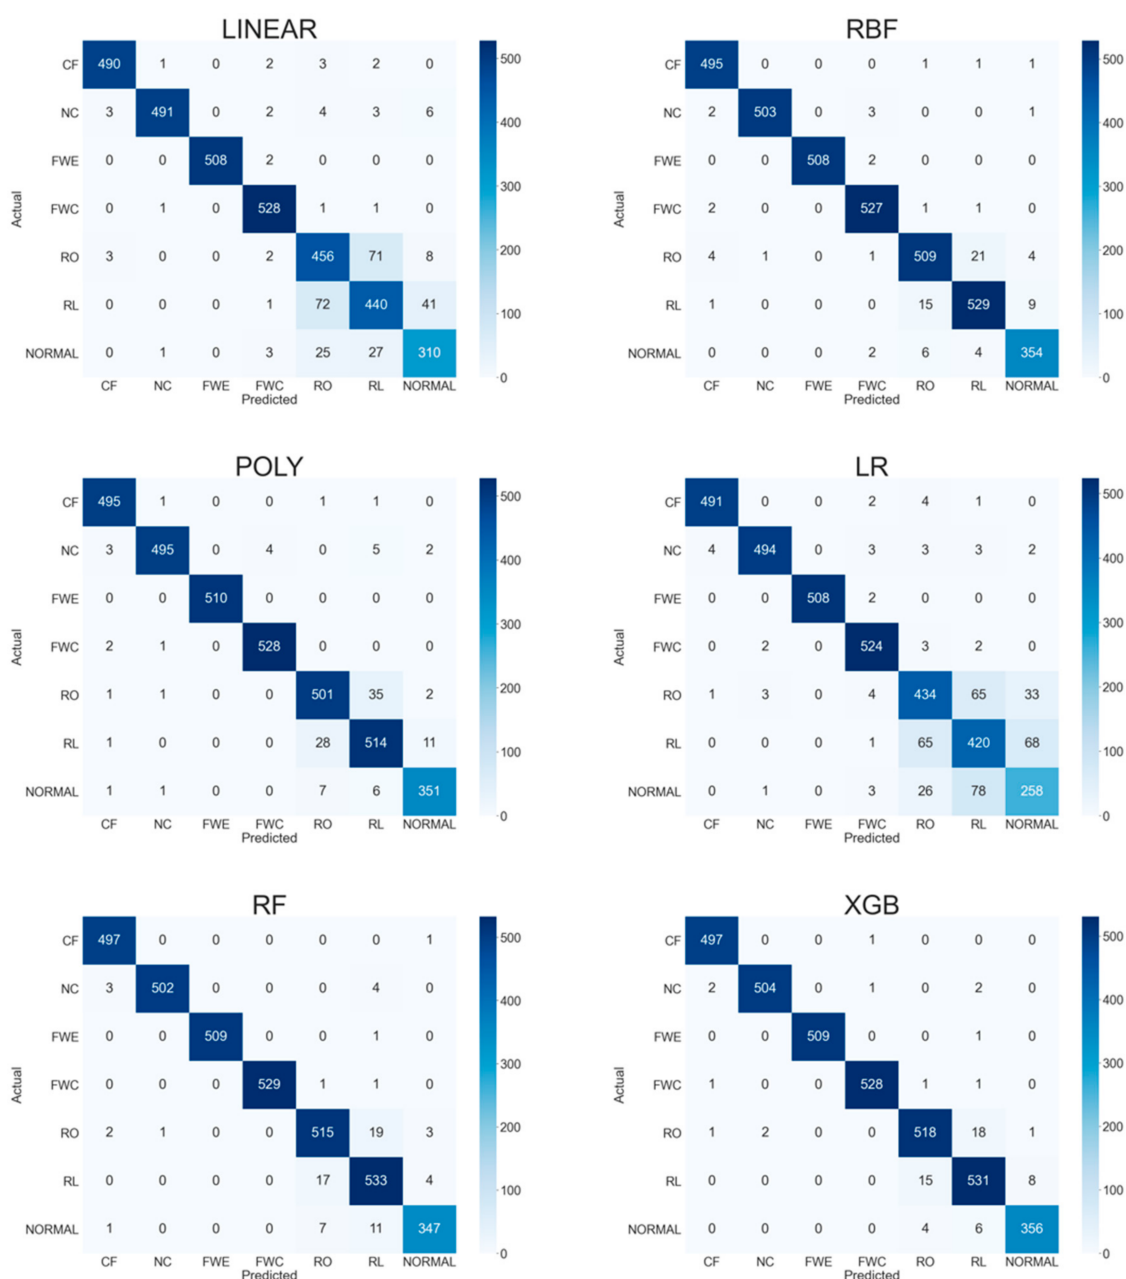 LINEAR
CF 490 1 0 2 3 2 0
NC 3 491 0 2 4 3 6
FWE 0 0 508 2 0 0 0
FWC 0 1 0 528 1 1 0
RO 3 0 0 2 456 71 8
RL 0 0 0 1 72 440 41
NORMAL 0 1 0 3 25 27 310
CF NC FWE FWC RO RL NORMAL
Predicted
Actual
500
400
300
200
100
0
RBF
CF 495 0 0 0 1 1 1
NC 2 503 0 3 0 0 1
FWE 0 0 508 2 0 0 0
FWC 2 0 0 527 1 1 0
RO 4 1 0 1 509 21 4
RL 1 0 0 0 15 529 9
NORMAL 0 0 0 2 6 4 354
CF NC FWE FWC RO RL NORMAL
Predicted
Actual
500
400
300
200
100
0
POLY
CF 495 1 0 0 1 1 0
NC 3 495 0 4 0 5 2
FWE 0 0 510 0 0 0 0
FWC 2 1 0 528 0 0 0
RO 1 1 0 0 501 35 2
RL 1 0 0 0 28 514 11
NORMAL 1 1 0 0 7 6 351
CF NC FWE FWC RO RL NORMAL
Predicted
Actual
500
400
300
200
100
0
LR
CF 491 0 0 2 4 1 0
NC 4 494 0 3 3 3 2
FWE 0 0 508 2 0 0 0
FWC 0 2 0 524 3 2 0
RO 1 3 0 4 434 65 33
RL 0 0 0 1 65 420 68
NORMAL 0 1 0 3 26 78 258
CF NC FWE FWC RO RL NORMAL
Predicted
Actual
500
400
300
200
100
0
RF
CF 497 0 0 0 0 0 1
NC 3 502 0 0 0 4 0
FWE 0 0 509 0 0 1 0
FWC 0 0 0 529 1 1 0
RO 2 1 0 0 515 19 3
RL 0 0 0 0 17 533 4
NORMAL 1 0 0 0 7 11 347
CF NC FWE FWC RO RL NORMAL
Predicted
Actual
500
400
300
200
100
0
XGB
CF 497 0 0 1 0 0 0
NC 2 504 0 1 0 2 0
FWE 0 0 509 0 0 1 0
FWC 1 0 0 528 1 1 0
RO 1 2 0 0 518 18 1
RL 0 0 0 0 15 531 8
NORMAL 0 0 0 0 4 6 356
CF NC FWE FWC RO RL NORMAL
Predicted
Actual
500
400
300
200
100
0